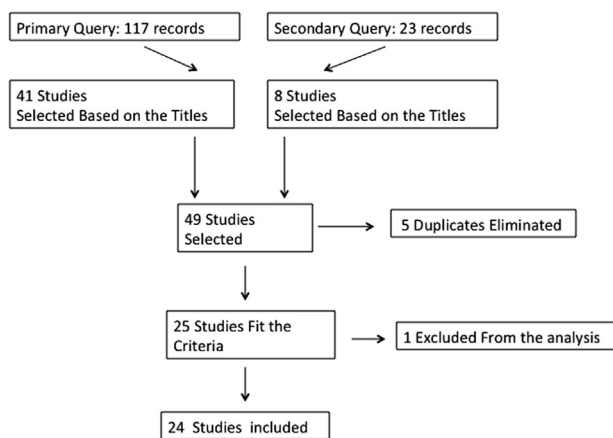 Primary Query: 117 records
Secondary Query: 23 records
41 Studies
Selected Based on the Titles
8 Studies
Selected Based on the Titles
49 Studies
Selected
5 Duplicates Eliminated
25 Studies Fit the
Criteria
1 Excluded From the analysis
24 Studies included